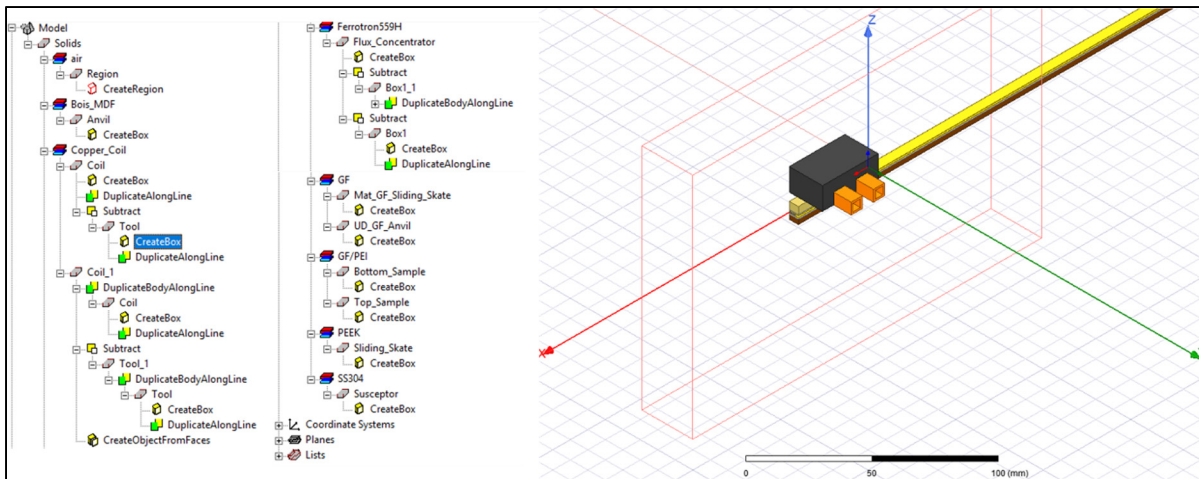 Model
Solids
air
Region
CreateRegion
Bois_MDF
Anvil
CreateBox
Copper_Coil
Coil
CreateBox
DuplicateAlongLine
Subtract
Tool
CreateBox
DuplicateAlongLine
Coil_1
DuplicateBodyAlongLine
Coil
CreateBox
DuplicateAlongLine
Subtract
Tool_1
DuplicateBodyAlongLine
Tool
CreateBox
DuplicateAlongLine
CreateObjectFromFaces
Ferrotron559H
Flux_Concentrator
CreateBox
Subtract
Box1_1
DuplicateBodyAlongLine
Subtract
Box1
CreateBox
DuplicateAlongLine
GF
Mat_GF_Sliding_Skate
CreateBox
UD_GF_Anvil
CreateBox
GF/PEI
Bottom_Sample
CreateBox
Top_Sample
CreateBox
PEEK
Sliding_Skate
CreateBox
SS304
Susceptor
CreateBox
Coordinate Systems
Planes
Lists
Z
X
0 50 100 (mm)